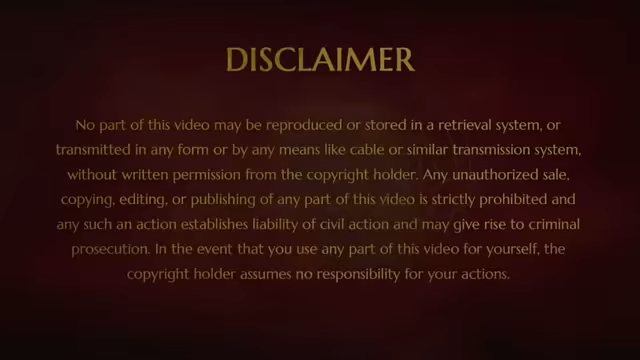 DISCLAIMER
No part of this video may be reproduced or stored in a retrieval system, or
transmitted in any form or by any means like cable or similar transmission system,
without written permission from the copyright holder. Any unauthorized sale,
copying, editing, or publishing of any part of this video is strictly prohibited and
any such an action establishes liability of civil action and may give rise to criminal
prosecution. In the event that you use any part of this video for yourself, the
copyright holder assumes no responsibility for your actions.